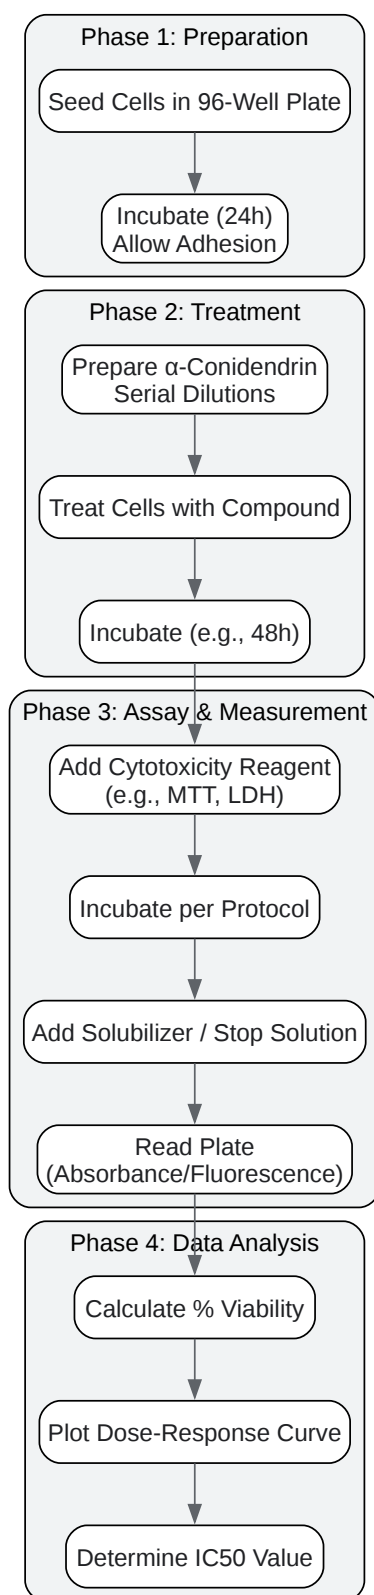 Phase 1: Preparation
Seed Cells in 96-Well Plate
Incubate (24h)
Allow Adhesion
Phase 2: Treatment
Prepare α-Conidendrin
Serial Dilutions
Treat Cells with Compound
Incubate (e.g., 48h)
Phase 3: Assay & Measurement
Add Cytotoxicity Reagent
(e.g., MTT, LDH)
Incubate per Protocol
Add Solubilizer / Stop Solution
Read Plate
(Absorbance/Fluorescence)
Phase 4: Data Analysis
Calculate % Viability
Plot Dose-Response Curve
Determine IC50 Value